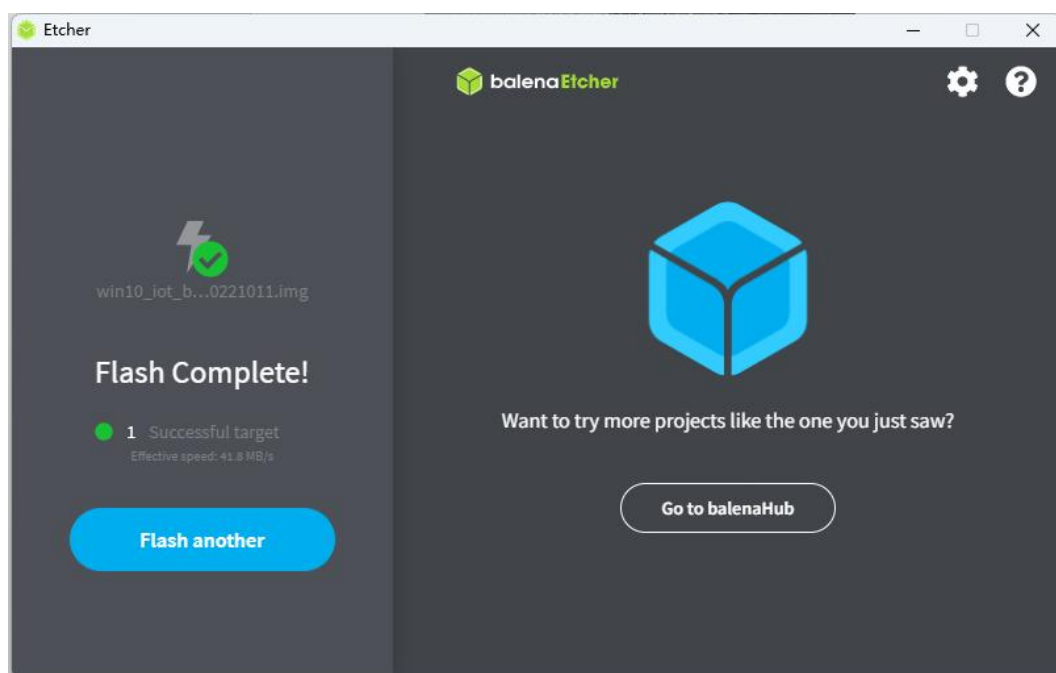 Etcher
balenaEtcher
win10_iot_b...0221011.img
Flash Complete!
1 Successful target
Effective speed: 41.8 MB/s
Flash another
Want to try more projects like the one you just saw?
Go to balenaHub